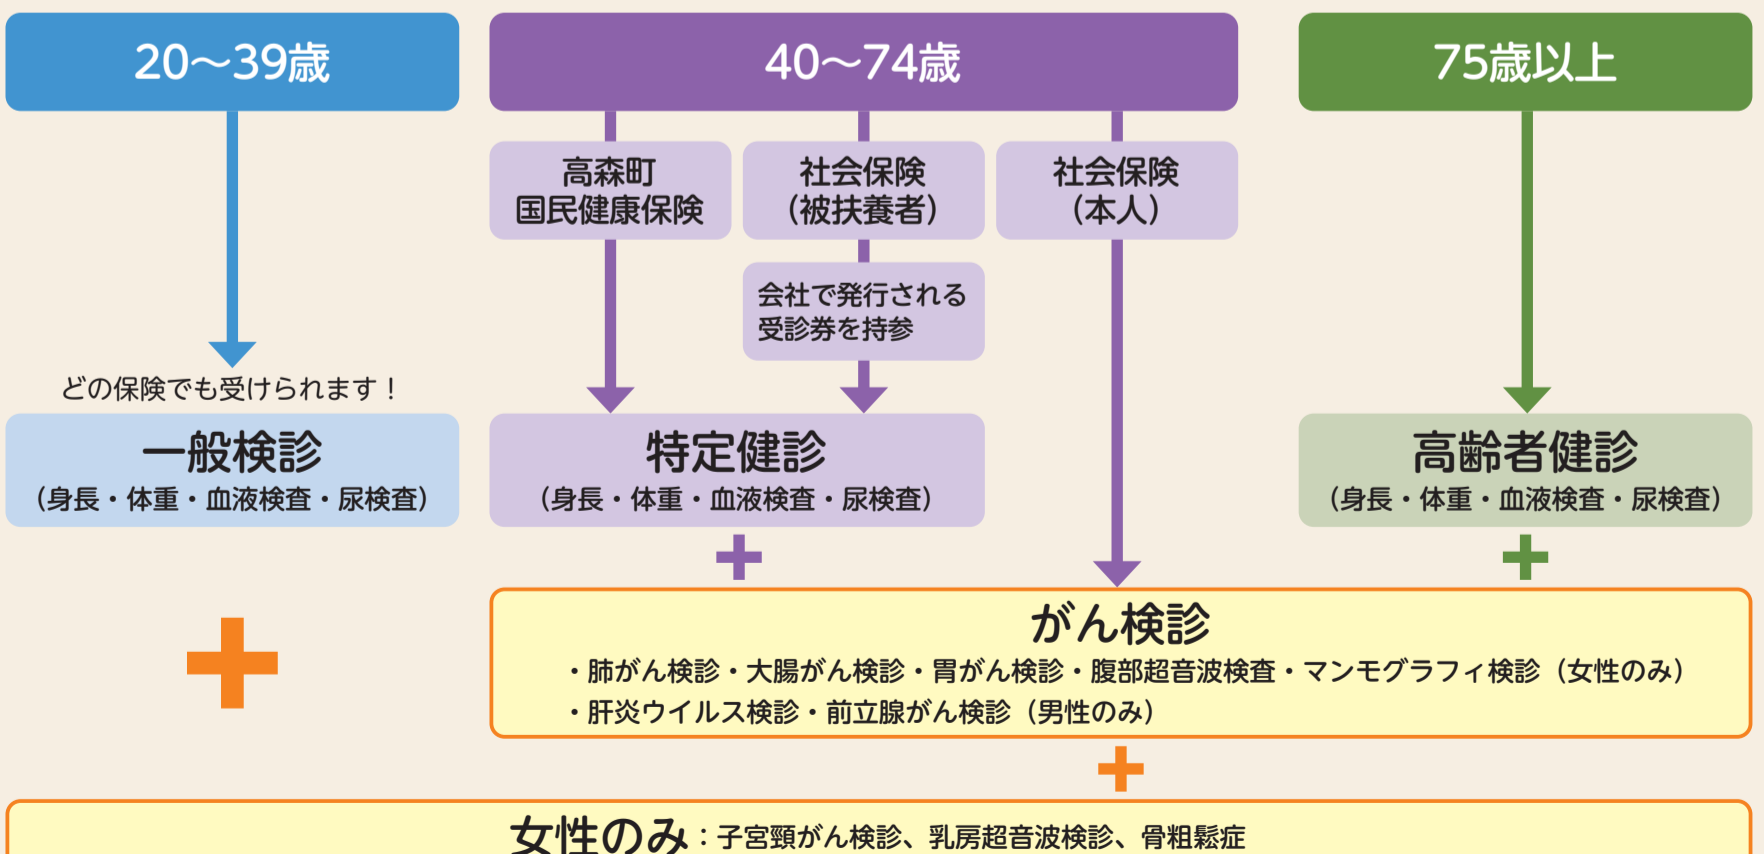 20〜39歳
40〜74歳
75歳以上
高森町
国民健康保険
社会保険
（被扶養者）
社会保険
（本人）
会社で発行される
受診券を持参
どの保険でも受けられます！
一般検診
（身長・体重・血液検査・尿検査）
特定健診
（身長・体重・血液検査・尿検査）
高齢者健診
（身長・体重・血液検査・尿検査）
がん検診
・肺がん検診・大腸がん検診・胃がん検診・腹部超音波検査・マンモグラフィ検診（女性のみ）
・肝炎ウイルス検診・前立腺がん検診（男性のみ）
女性のみ：子宮頸がん検診、乳房超音波検診、骨粗鬆症